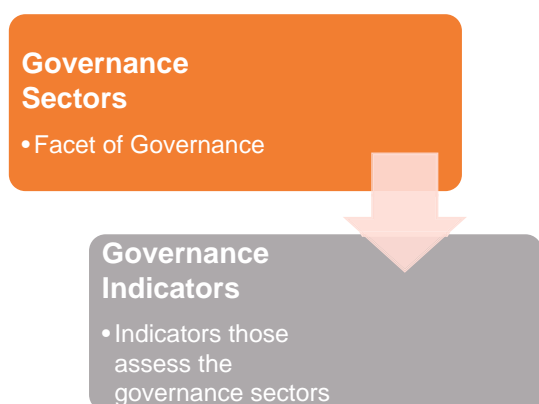 Governance
Sectors
•Facet of Governance
Governance
Indicators
•Indicators those
assess the
governance sectors